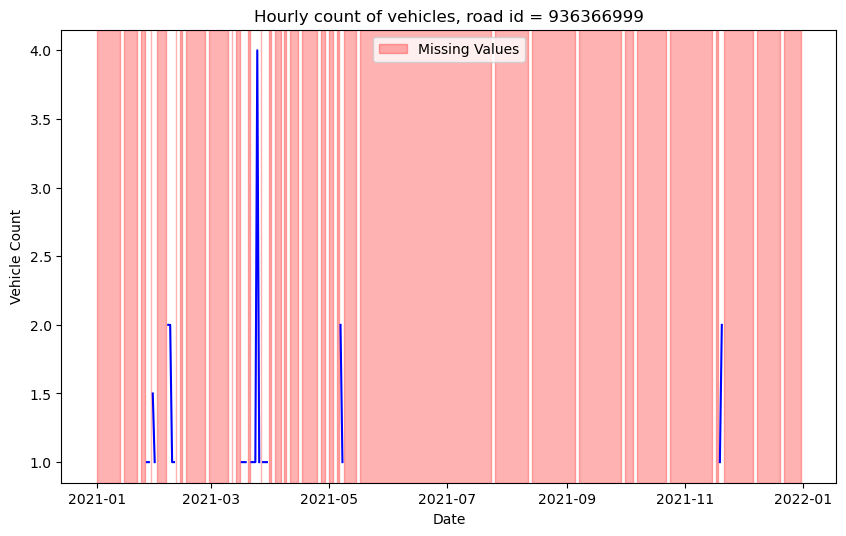 Hourly count of vehicles, road id = 936366999
Missing Values
Vehicle Count
4.0
3.5
3.0
2.5
2.0
1.5
1.0
2021-01 2021-03 2021-05 2021-07 2021-09 2021-11 2022-01
Date